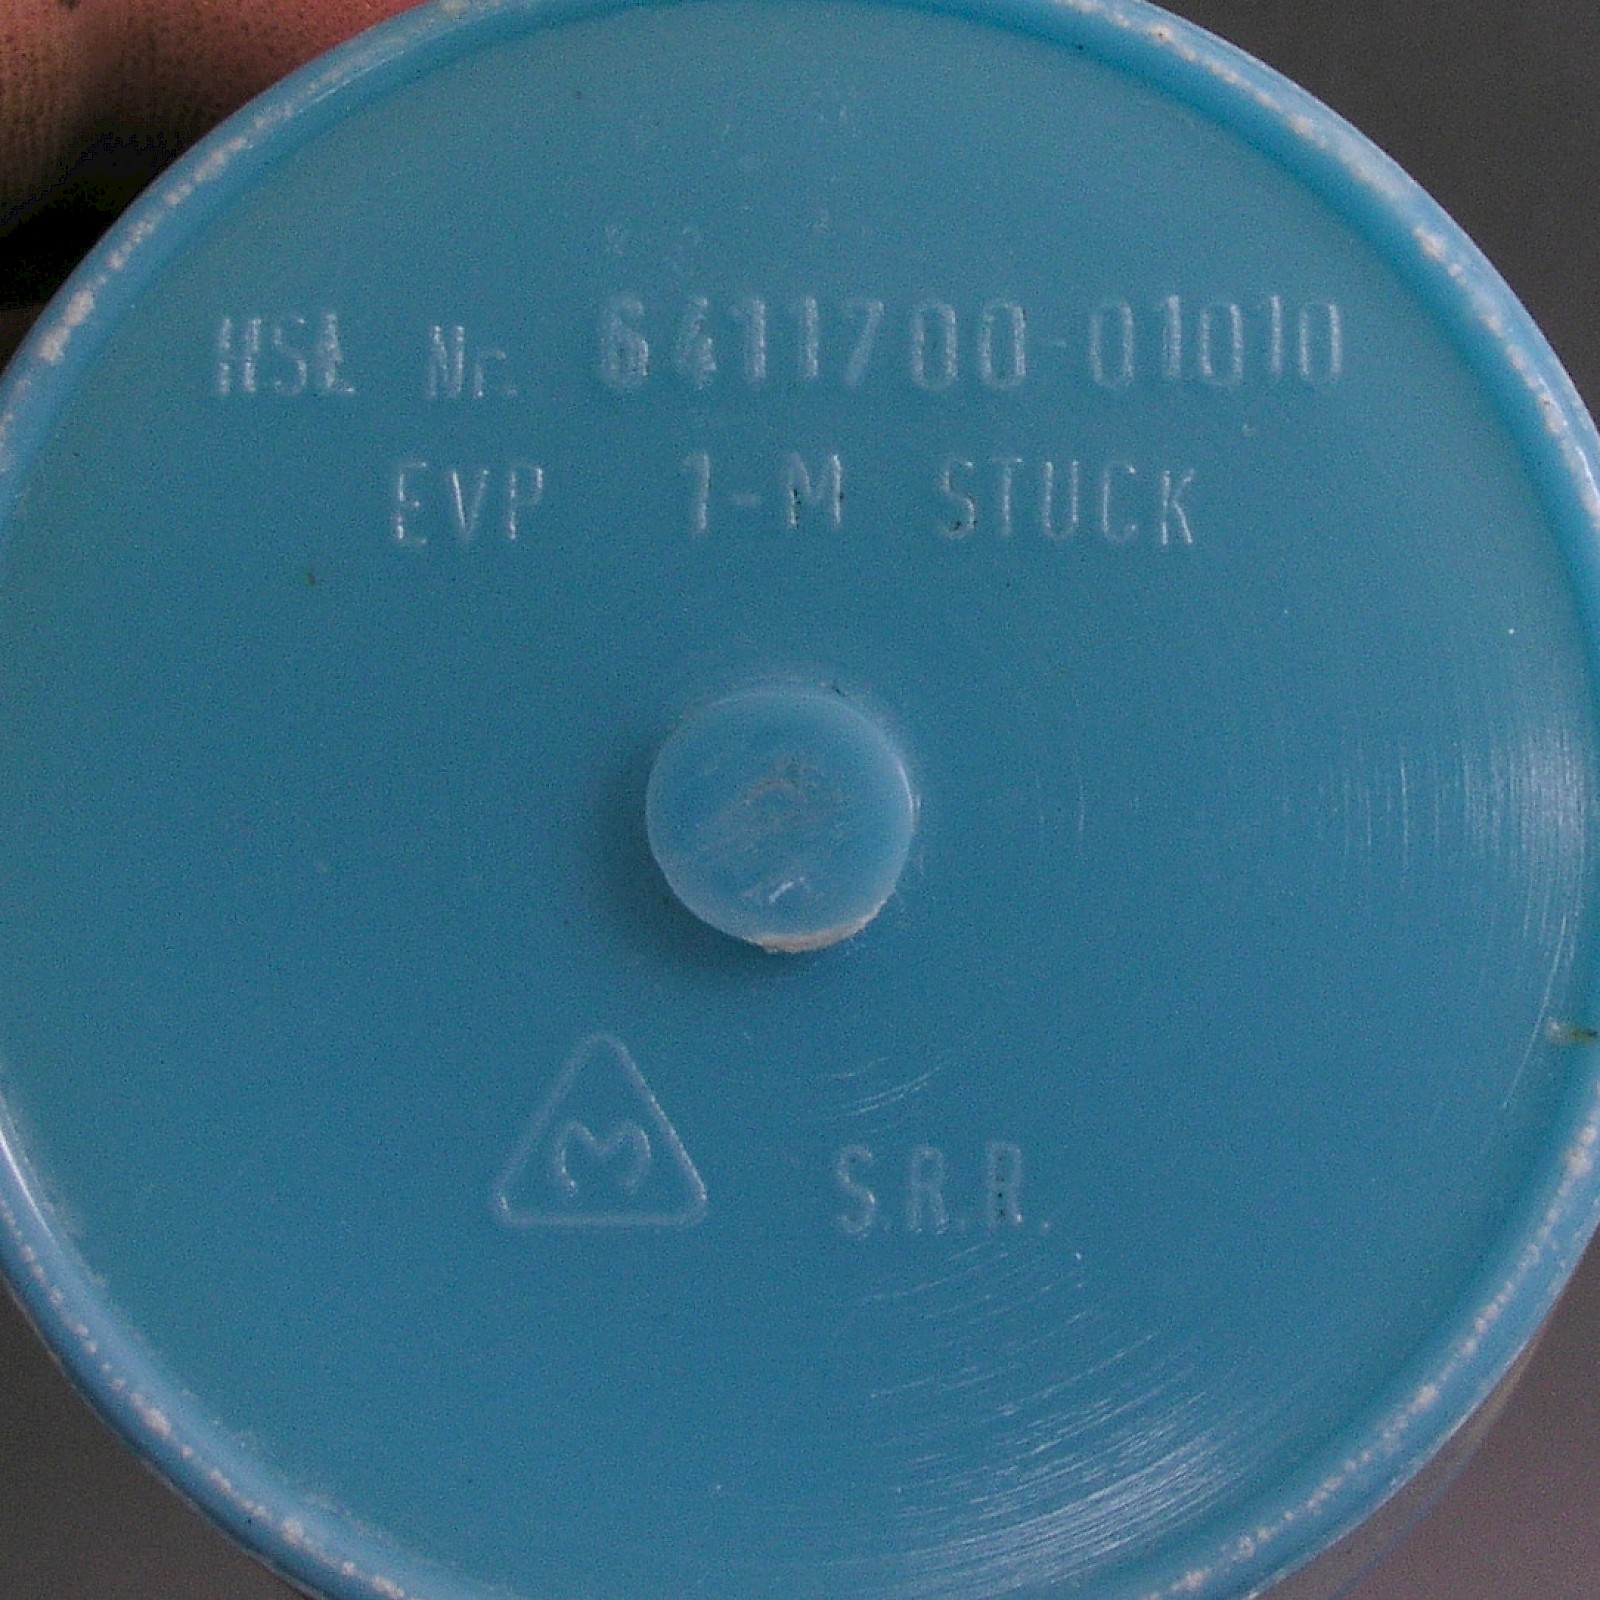 HSL Nr. 6411700-01010
EVP 1-M STUCK
M S.R.R.